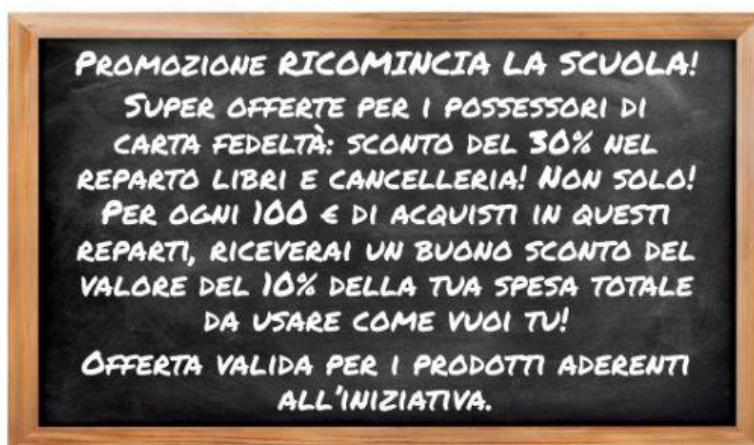 Promozione RICOMINCIA LA SCUOLA!
Super offerte per i possessori di
carta fedeltà: sconto del 30% nel
reparto libri e cancelleria! Non solo!
Per ogni 100 € di acquisti in questi
reparti, riceverai un buono sconto del
valore del 10% della tua spesa totale
da usare come vuoi tu!
Offerta valida per i prodotti aderenti
all'iniziativa.